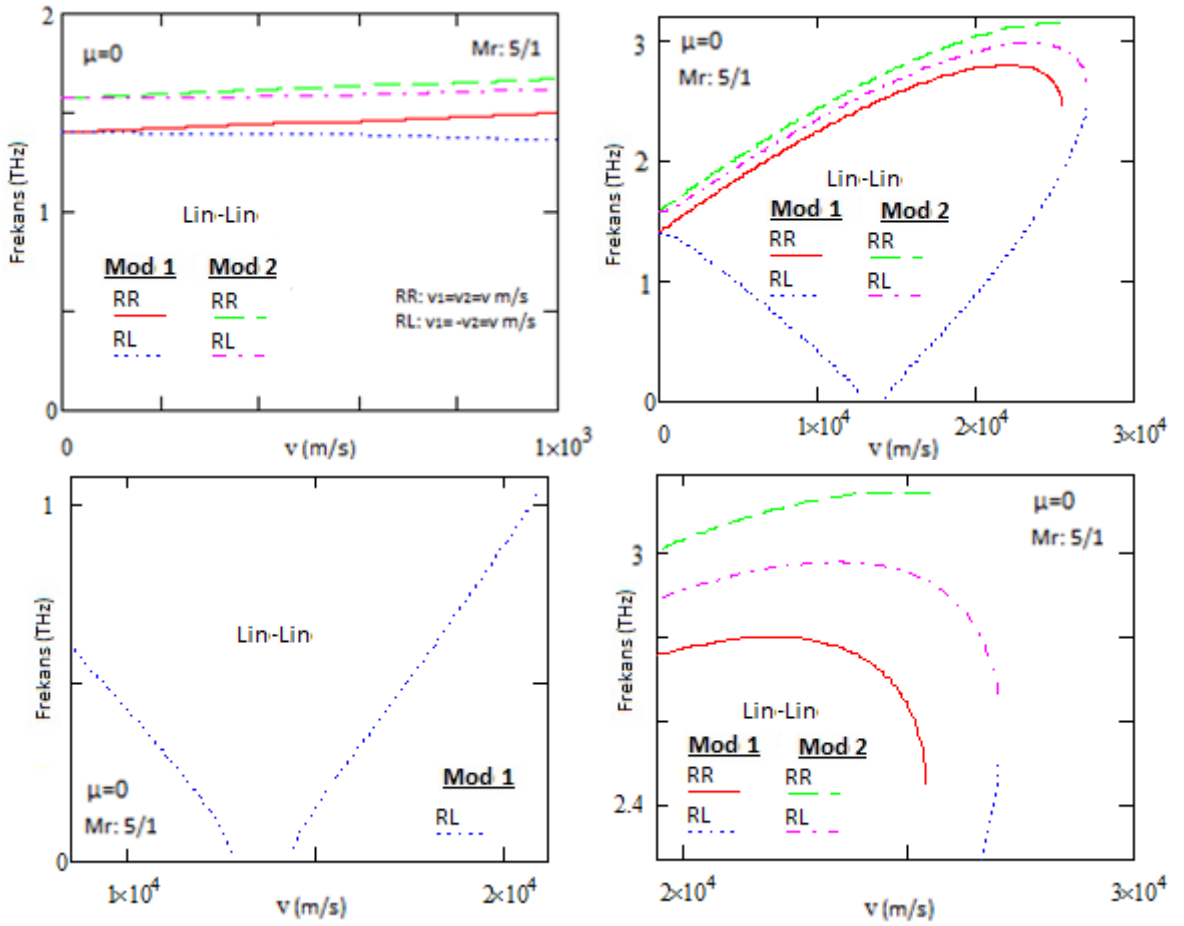 2
μ=0
Mr: 5/1
Frekans (THz)
1
Lin-Lin
Mod 1 Mod 2
RR RR
RL RL
RR: v1=v2=v m/s
RL: v1= -v2=v m/s
0
0 v (m/s) 1×10³
3
μ=0
Mr: 5/1
Frekans (THz)
2
Lin-Lin
Mod 1 Mod 2
RR RR
RL RL
1
0
0 1×10⁴ 2×10⁴ 3×10⁴
v (m/s)
1
Frekans (THz)
Lin-Lin
Mod 1
RL
μ=0
Mr: 5/1
0
1×10⁴ 2×10⁴
v (m/s)
μ=0
Mr: 5/1
3
Frekans (THz)
Lin-Lin
Mod 1 Mod 2
RR RR
RL RL
2.4
2×10⁴ 3×10⁴
v (m/s)